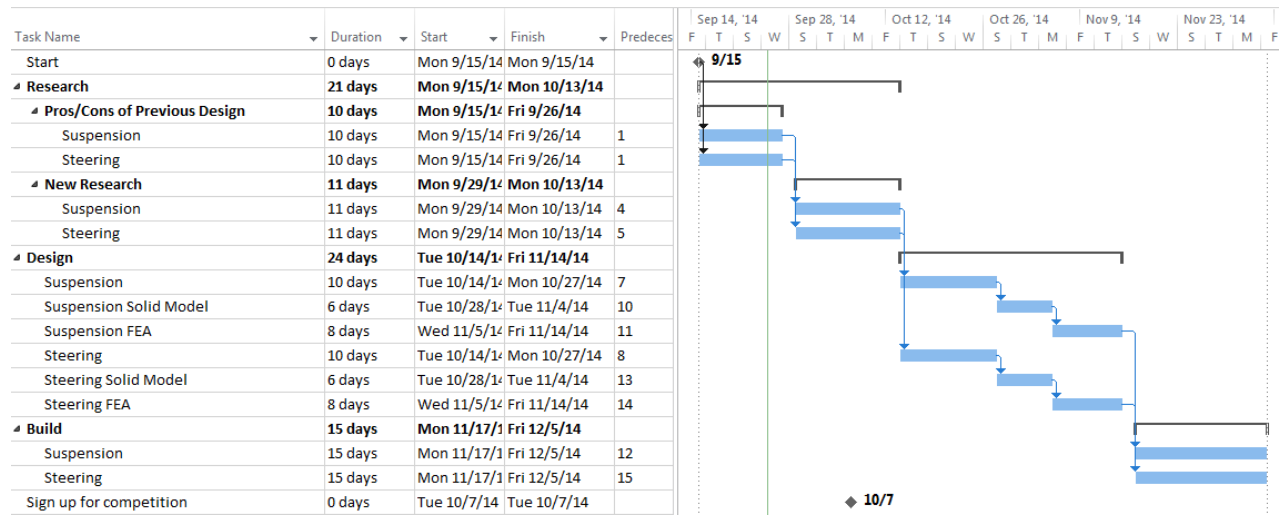 Sep 14, '14 Sep 28, '14 Oct 12, '14 Oct 26, '14 Nov 9, '14 Nov 23, '14
Task Name Duration Start Finish Predeces F T S W S T M F T S W S T M F T S W S T M F
Start 0 days Mon 9/15/14 Mon 9/15/14 9/15
Research 21 days Mon 9/15/14 Mon 10/13/14
Pros/Cons of Previous Design 10 days Mon 9/15/14 Fri 9/26/14
Suspension 10 days Mon 9/15/14 Fri 9/26/14 1
Steering 10 days Mon 9/15/14 Fri 9/26/14 1
New Research 11 days Mon 9/29/14 Mon 10/13/14
Suspension 11 days Mon 9/29/14 Mon 10/13/14 4
Steering 11 days Mon 9/29/14 Mon 10/13/14 5
Design 24 days Tue 10/14/14 Fri 11/14/14
Suspension 10 days Tue 10/14/14 Mon 10/27/14 7
Suspension Solid Model 6 days Tue 10/28/14 Tue 11/4/14 10
Suspension FEA 8 days Wed 11/5/14 Fri 11/14/14 11
Steering 10 days Tue 10/14/14 Mon 10/27/14 8
Steering Solid Model 6 days Tue 10/28/14 Tue 11/4/14 13
Steering FEA 8 days Wed 11/5/14 Fri 11/14/14 14
Build 15 days Mon 11/17/1 Fri 12/5/14
Suspension 15 days Mon 11/17/1 Fri 12/5/14 12
Steering 15 days Mon 11/17/1 Fri 12/5/14 15
Sign up for competition 0 days Tue 10/7/14 Tue 10/7/14 10/7